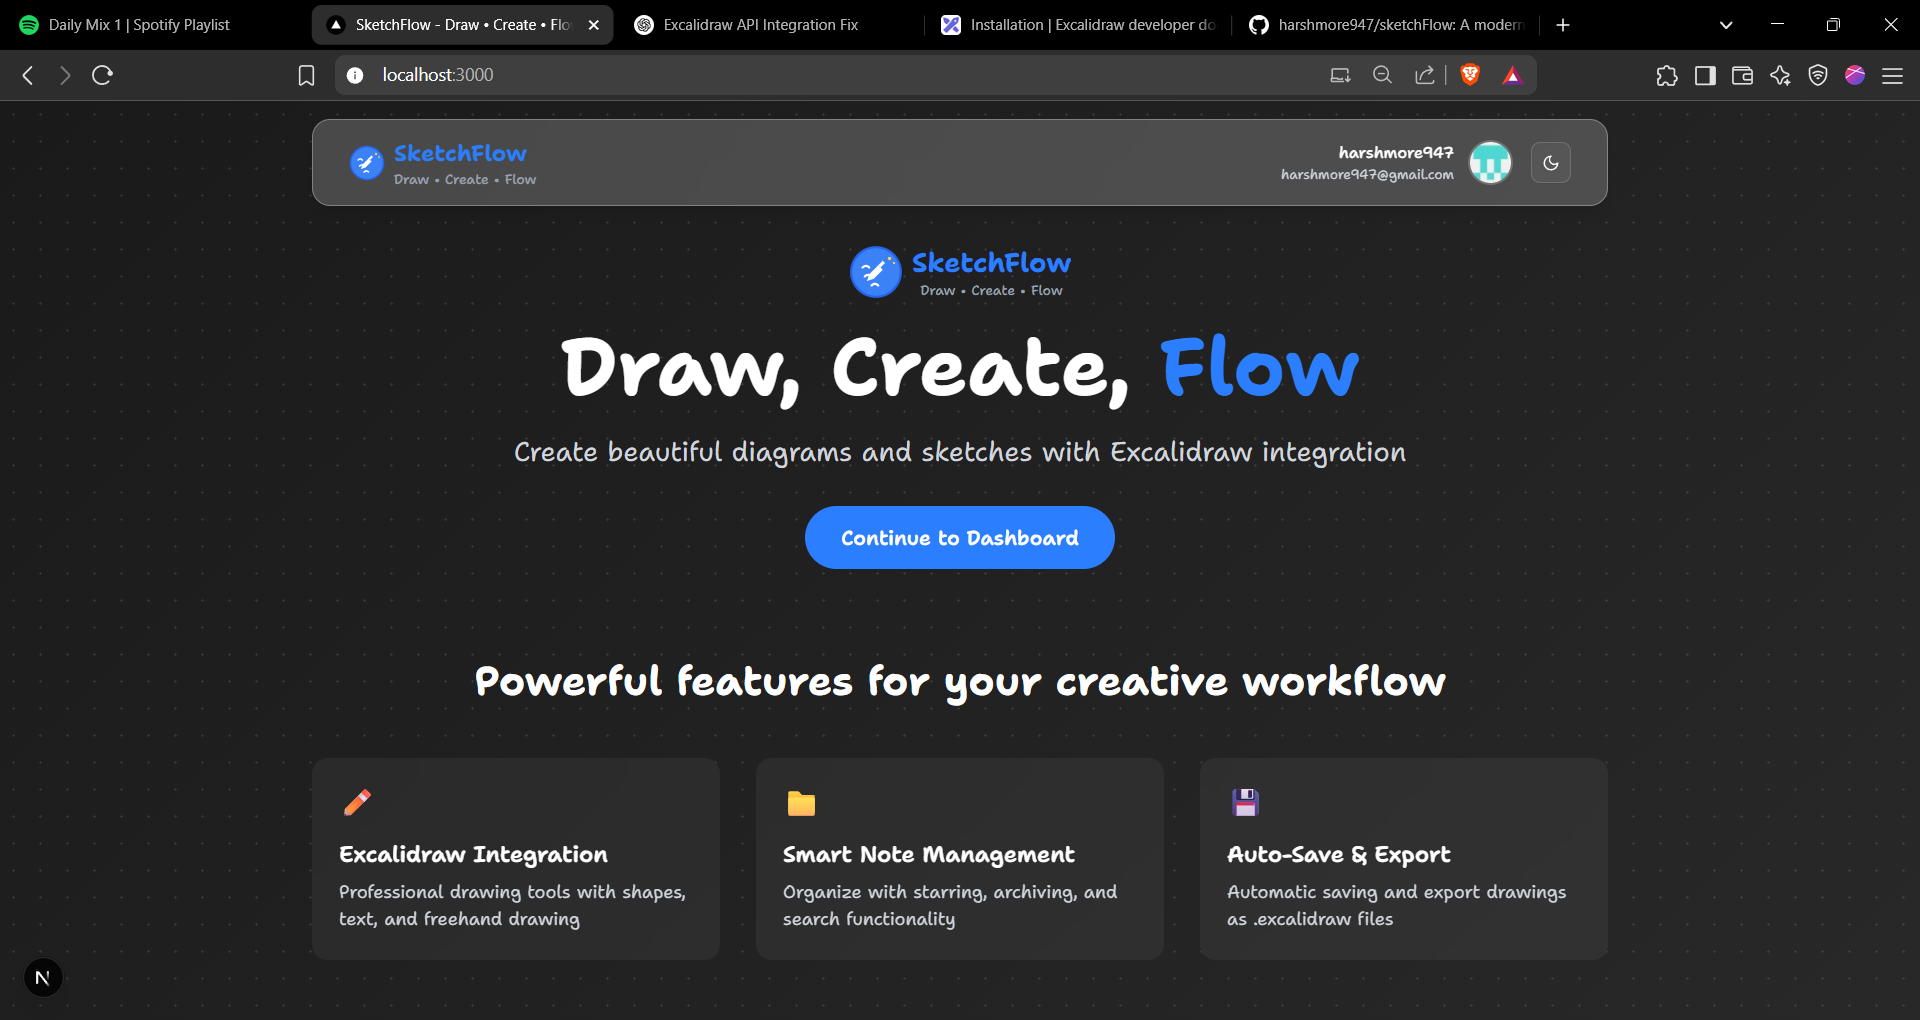 Daily Mix 1 | Spotify Playlist
SketchFlow - Draw • Create • Flo
Excalidraw API Integration Fix
Installation | Excalidraw developer do
harshmore947/sketchFlow: A modern
localhost:3000
SketchFlow
Draw • Create • Flow
harshmore947
harshmore947@gmail.com
SketchFlow
Draw • Create • Flow
Draw, Create, Flow
Create beautiful diagrams and sketches with Excalidraw integration
Continue to Dashboard
Powerful features for your creative workflow
Excalidraw Integration
Professional drawing tools with shapes,
text, and freehand drawing
Smart Note Management
Organize with starring, archiving, and
search functionality
Auto-Save & Export
Automatic saving and export drawings
as .excalidraw files
N